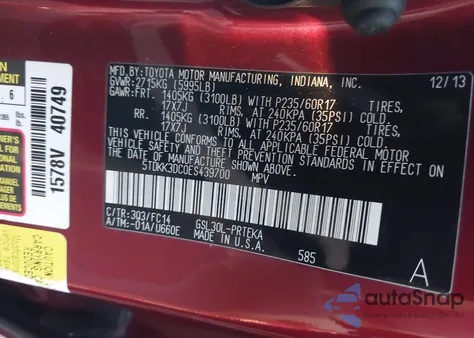 MFD. BY: TOYOTA MOTOR MANUFACTURING, INDIANA, INC. 12/13
GVWR: 2715KG (5995LB)
GAWR: FRT. 1405KG (3100LB) WITH P235/60R17 TIRES,
17X7J RIMS, AT 240KPA (35PSI) COLD
RR. 1405KG (3100LB) WITH P235/60R17 TIRES,
17X7J RIMS, AT 240KPA (35PSI) COLD
THIS VEHICLE CONFORMS TO ALL APPLICABLE FEDERAL MOTOR
VEHICLE SAFETY STANDARDS IN EFFECT ON THE DATE OF
MANUFACTURE SHOWN ABOVE.
5TDKK3DC0ES439700 MPV
C/TR: 3Q3/FC14 GSL30L-PRTEKA
A/TM: -01A/U660E MADE IN U.S.A. 585
A
6
1578V 40749
autoSnap